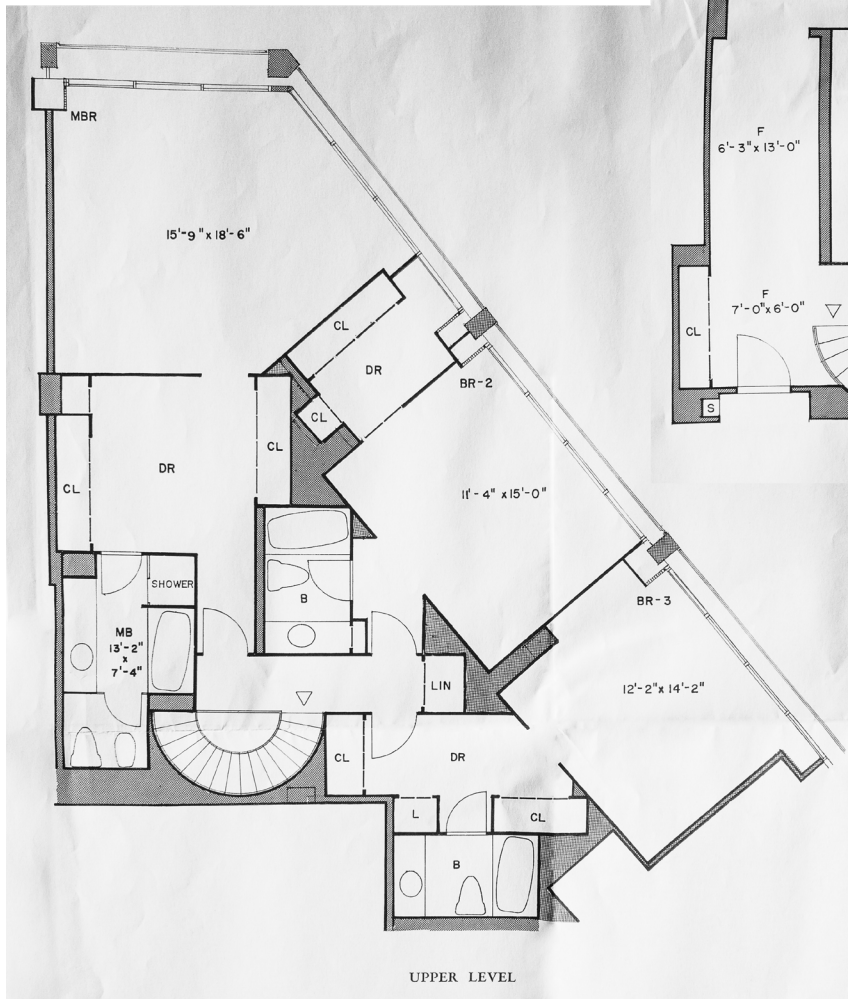 MBR
15'-9" x 18'-6"
CL
DR
CL
BR-2
11'-4" x 15'-0"
CL
DR
CL
SHOWER
MB
13'-2"
x
7'-4"
B
LIN
BR-3
12'-2" x 14'-2"
CL
DR
L
CL
B
UPPER LEVEL
F
6'-3" x 13'-0"
F
7'-0" x 6'-0"
CL
S